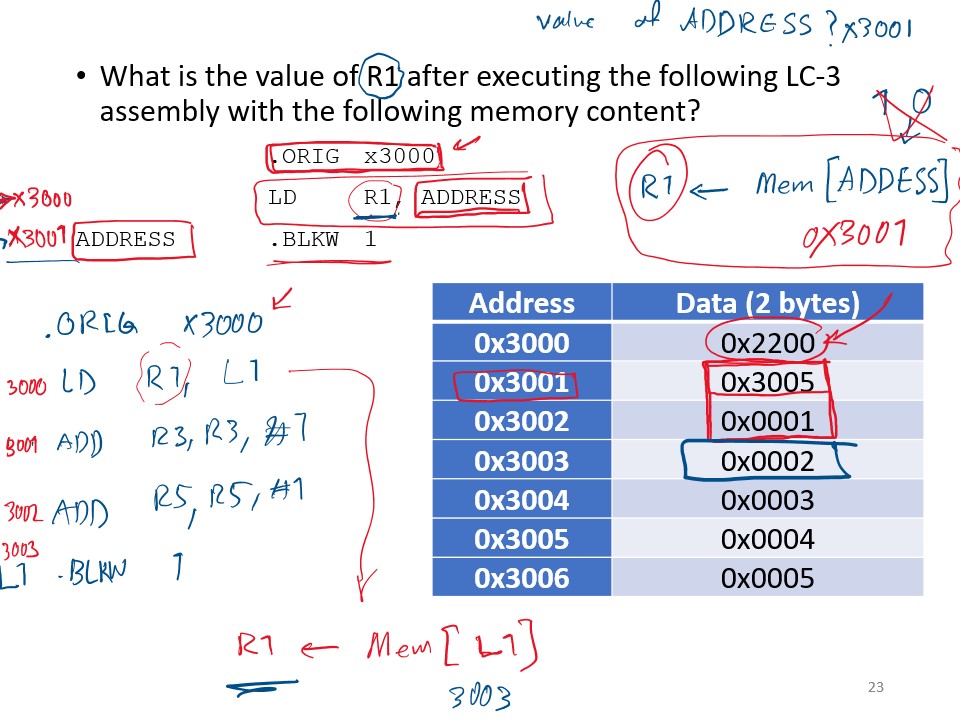 value of ADDRESS ? x3001
• What is the value of R1 after executing the following LC-3
assembly with the following memory content?
1 0
.ORIG x3000
x3000 LD R1, ADDRESS
x3001 ADDRESS .BLKW 1
R1 ← Mem [ADDESS]
0x3001
.ORIG x3000
3000 LD R1, L1
3001 ADD R3, R3, #7
3002 ADD R5, R5, #1
3003
L1 .BLKW 1
Address Data (2 bytes)
0x3000 0x2200
0x3001 0x3005
0x3002 0x0001
0x3003 0x0002
0x3004 0x0003
0x3005 0x0004
0x3006 0x0005
R1 ← Mem [ L1 ]
3003
23